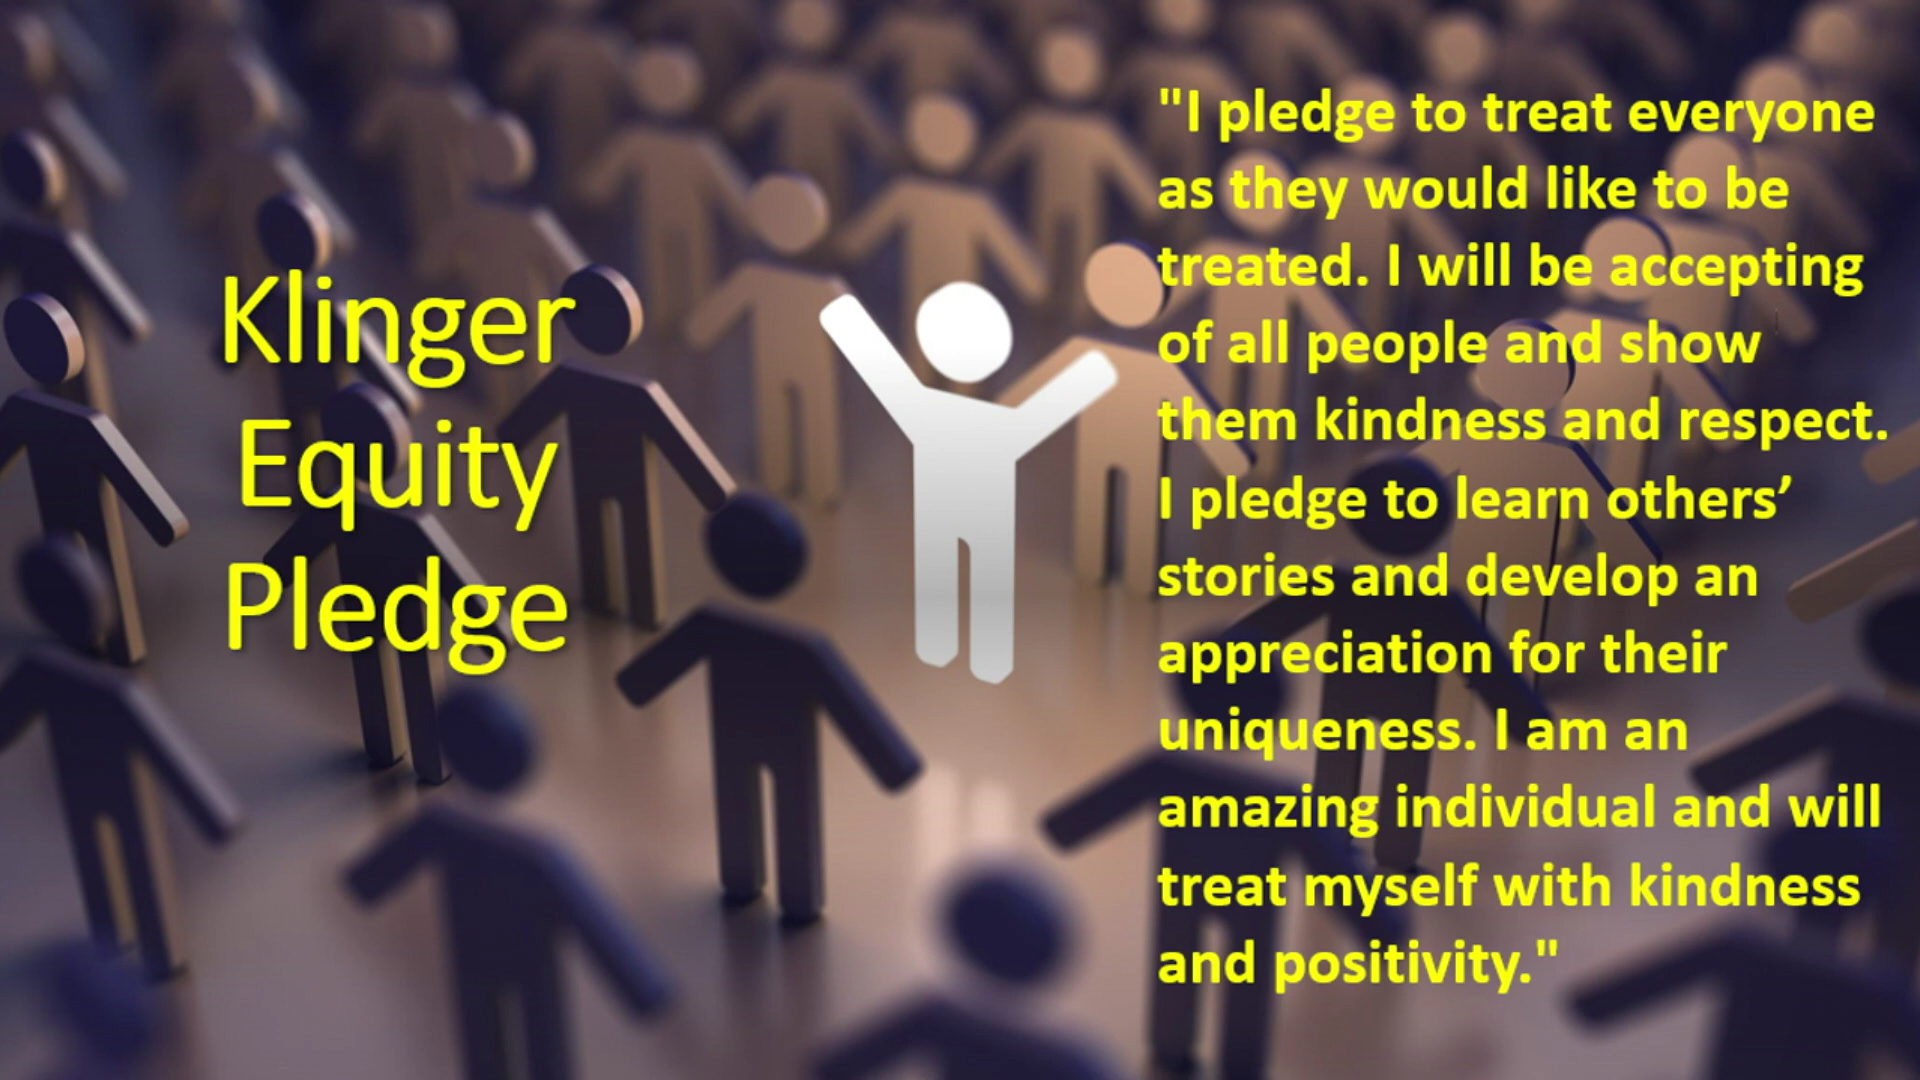 Klinger
Equity
Pledge
"I pledge to treat everyone
as they would like to be
treated. I will be accepting
of all people and show
them kindness and respect.
I pledge to learn others’
stories and develop an
appreciation for their
uniqueness. I am an
amazing individual and will
treat myself with kindness
and positivity."